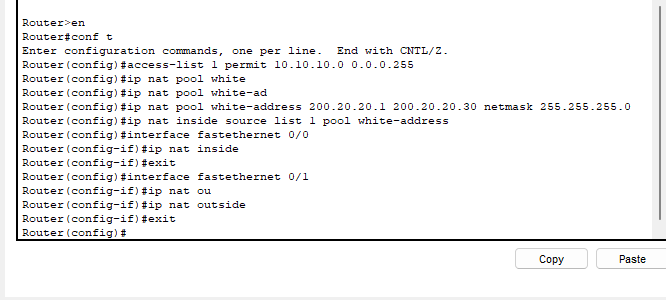 Router>en
Router#conf t
Enter configuration commands, one per line.  End with CNTL/Z.
Router(config)#access-list 1 permit 10.10.10.0 0.0.0.255
Router(config)#ip nat pool white
Router(config)#ip nat pool white-ad
Router(config)#ip nat pool white-address 200.20.20.1 200.20.20.30 netmask 255.255.255.0
Router(config)#ip nat inside source list 1 pool white-address
Router(config)#interface fastethernet 0/0
Router(config-if)#ip nat inside
Router(config-if)#exit
Router(config)#interface fastethernet 0/1
Router(config-if)#ip nat ou
Router(config-if)#ip nat outside
Router(config-if)#exit
Router(config)#
Copy Paste